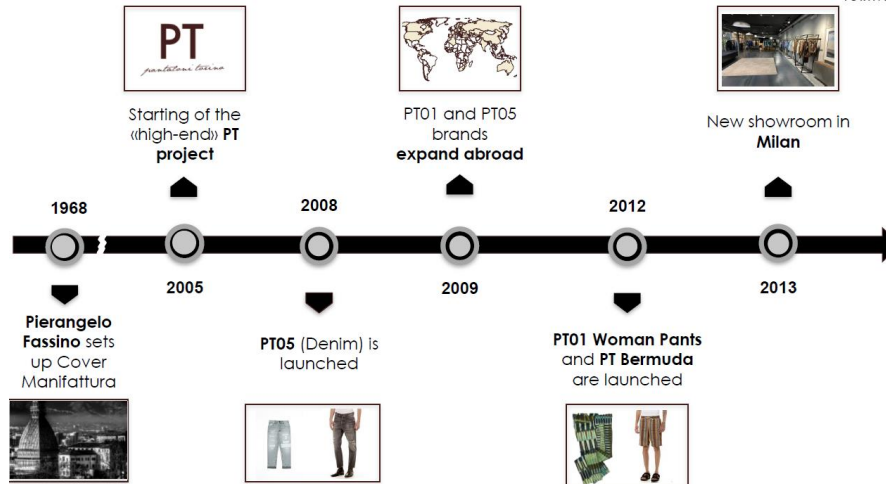 PT
pantaloni torino
Starting of the
«high-end» PT
project
PT01 and PT05
brands
expand abroad
New showroom in
Milan
1968
2008
2012
2005
2009
2013
Pierangelo
Fassino sets
up Cover
Manifattura
PT05 (Denim) is
launched
PT01 Woman Pants
and PT Bermuda
are launched